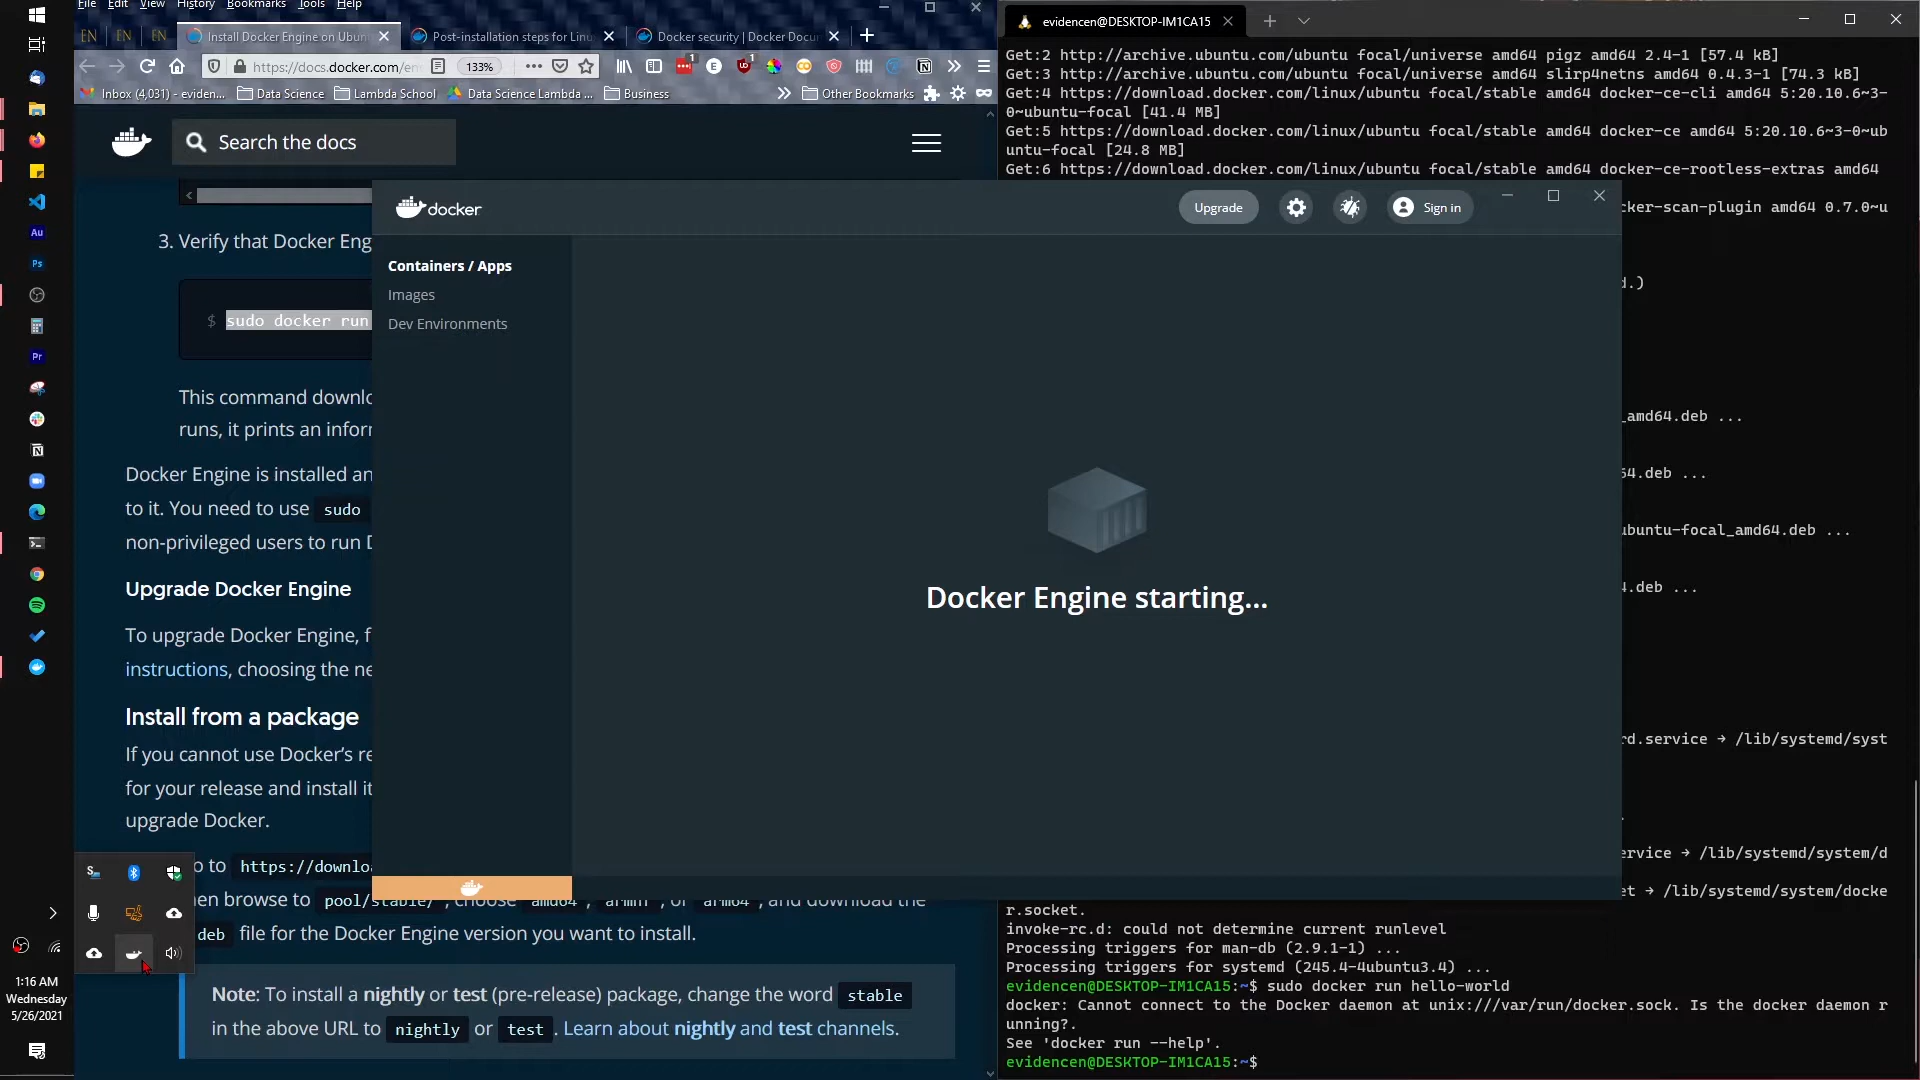 File Edit View History Bookmarks Tools Help
EN EN EN Install Docker Engine on Ubun Post-installation steps for Lin Docker security | Docker Docu
https://docs.docker.com/en 133%
Inbox (4,031) - eviden... Data Science Lambda School Data Science Lambda ... Business Other Bookmarks
Search the docs
3. Verify that Docker Eng
$ sudo docker run
This command downlo
runs, it prints an inforr
Docker Engine is installed an
to it. You need to use sudo
non-privileged users to run D
Upgrade Docker Engine
To upgrade Docker Engine, f
instructions, choosing the ne
Install from a package
If you cannot use Docker's re
for your release and install it
upgrade Docker.
o to https://downlo
en browse to pool/stable/ , choose amd64 , armhf , or arm64 , and download the
deb file for the Docker Engine version you want to install.
Note: To install a nightly or test (pre-release) package, change the word stable
in the above URL to nightly or test . Learn about nightly and test channels.
docker
Upgrade
Sign in
Containers / Apps
Images
Dev Environments
Docker Engine starting...
evidencen@DESKTOP-IM1CA15
Get:2 http://archive.ubuntu.com/ubuntu focal/universe amd64 pigz amd64 2.4-1 [57.4 kB]
Get:3 http://archive.ubuntu.com/ubuntu focal/universe amd64 slirp4netns amd64 0.4.3-1 [74.3 kB]
Get:4 https://download.docker.com/linux/ubuntu focal/stable amd64 docker-ce-cli amd64 5:20.10.6~3-
0~ubuntu-focal [41.4 MB]
Get:5 https://download.docker.com/linux/ubuntu focal/stable amd64 docker-ce amd64 5:20.10.6~3-0~ub
untu-focal [24.8 MB]
Get:6 https://download.docker.com/linux/ubuntu focal/stable amd64 docker-ce-rootless-extras amd64
cker-scan-plugin amd64 0.7.0~u
d.)
_amd64.deb ...
64.deb ...
ubuntu-focal_amd64.deb ...
4.deb ...
rd.service → /lib/systemd/syst
.
ervice → /lib/systemd/system/d
et → /lib/systemd/system/docke
r.socket.
invoke-rc.d: could not determine current runlevel
Processing triggers for man-db (2.9.1-1) ...
Processing triggers for systemd (245.4-4ubuntu3.4) ...
evidencen@DESKTOP-IM1CA15:~$ sudo docker run hello-world
docker: Cannot connect to the Docker daemon at unix:///var/run/docker.sock. Is the docker daemon r
unning?.
See 'docker run --help'.
evidencen@DESKTOP-IM1CA15:~$
Au
Ps
Pr
1:16 AM
Wednesday
5/26/2021